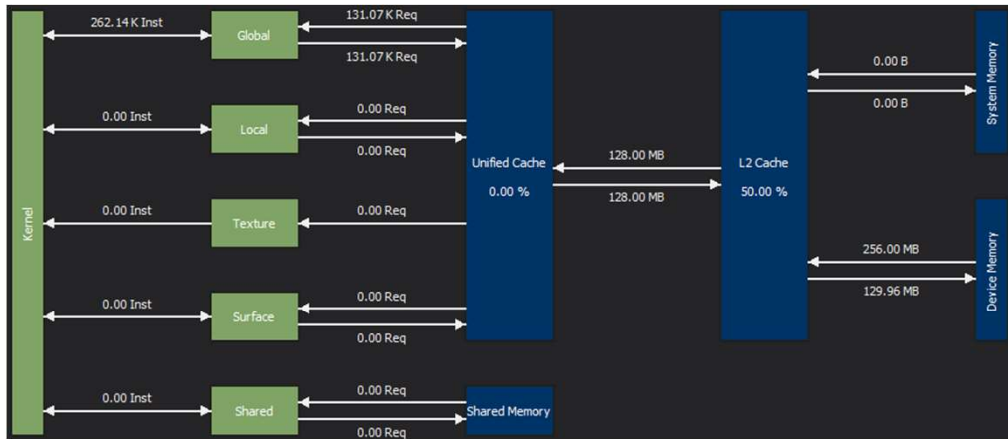 Kernel
262.14 K Inst
Global
131.07 K Req
131.07 K Req
0.00 Inst
Local
0.00 Req
0.00 Req
0.00 Inst
Texture
0.00 Req
0.00 Inst
Surface
0.00 Req
0.00 Req
0.00 Inst
Shared
0.00 Req
0.00 Req
Unified Cache
0.00 %
Shared Memory
128.00 MB
128.00 MB
L2 Cache
50.00 %
0.00 B
0.00 B
System Memory
256.00 MB
129.96 MB
Device Memory